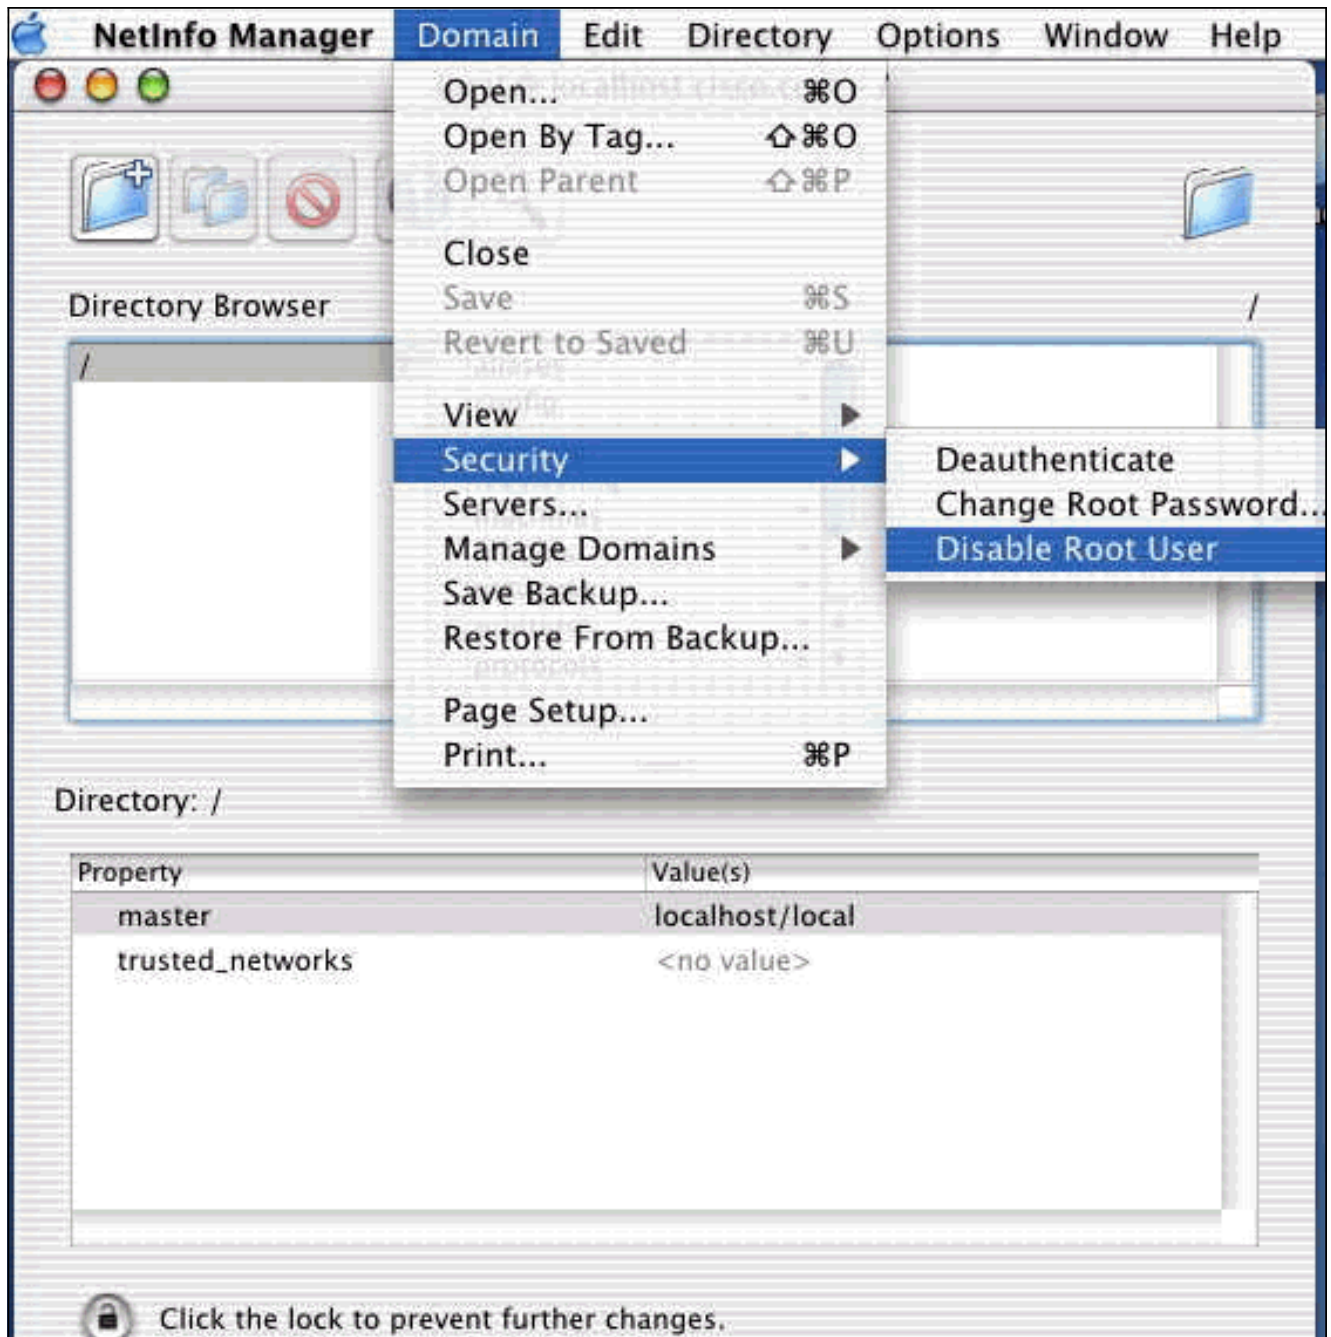 NetInfo Manager Domain Edit Directory Options Window Help
Open... ⌘O
Open By Tag... ⇧⌘O
Open Parent ⇧⌘P
Close
Save ⌘S
Revert to Saved ⌘U
View
Security
Servers...
Manage Domains
Save Backup...
Restore From Backup...
Page Setup...
Print... ⌘P
Deauthenticate
Change Root Password...
Disable Root User
Directory Browser
/
/
protocols
Directory: /
Property Value(s)
master localhost/local
trusted_networks <no value>
Click the lock to prevent further changes.